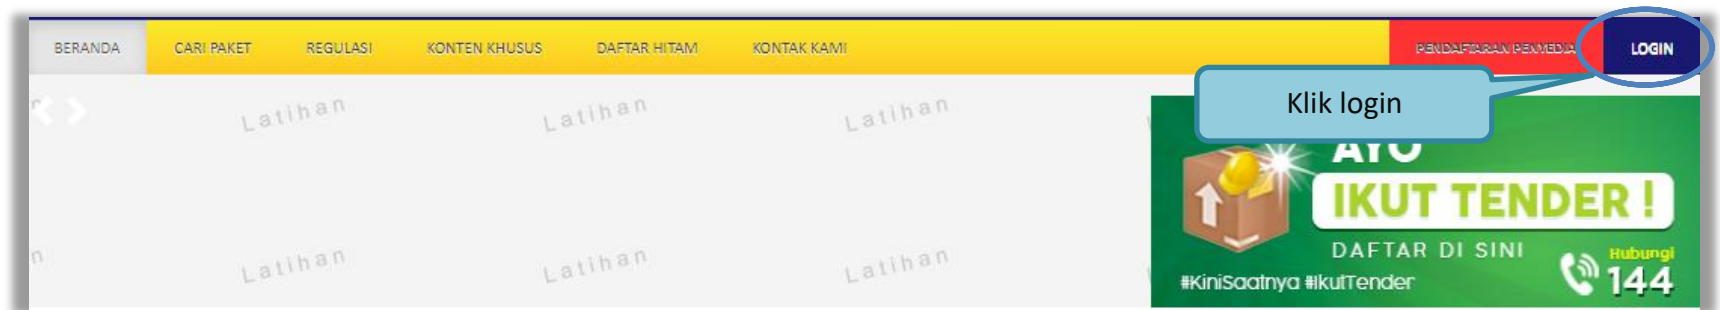 BERANDA CARI PAKET REGULASI KONTEN KHUSUS DAFTAR HITAM KONTAK KAMI PENDAFTARAN PENYEDIA LOGIN
Klik login
Latihan Latihan Latihan
AYO
IKUT TENDER !
DAFTAR DI SINI
Hubungi
Latihan Latihan Latihan
#KiniSaatnya #IkutTender
144